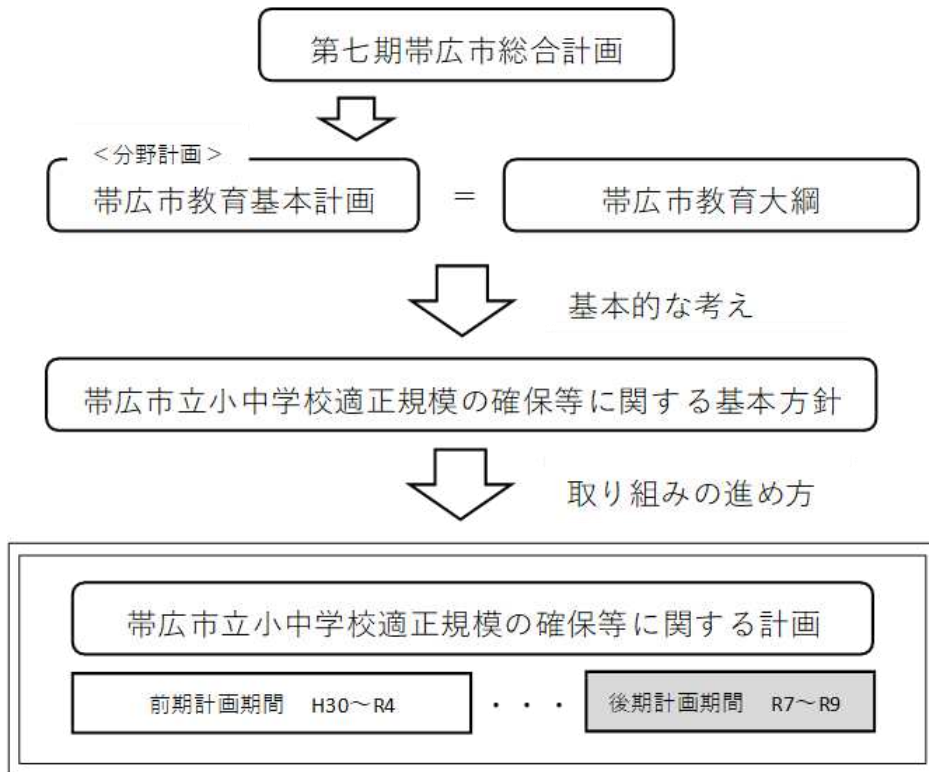 第七期帯広市総合計画
＜分野計画＞
帯広市教育基本計画 = 帯広市教育大綱
基本的な考え
帯広市立小中学校適正規模の確保等に関する基本方針
取り組みの進め方
帯広市立小中学校適正規模の確保等に関する計画
前期計画期間 H30～R4 ・・・ 後期計画期間 R7～R9